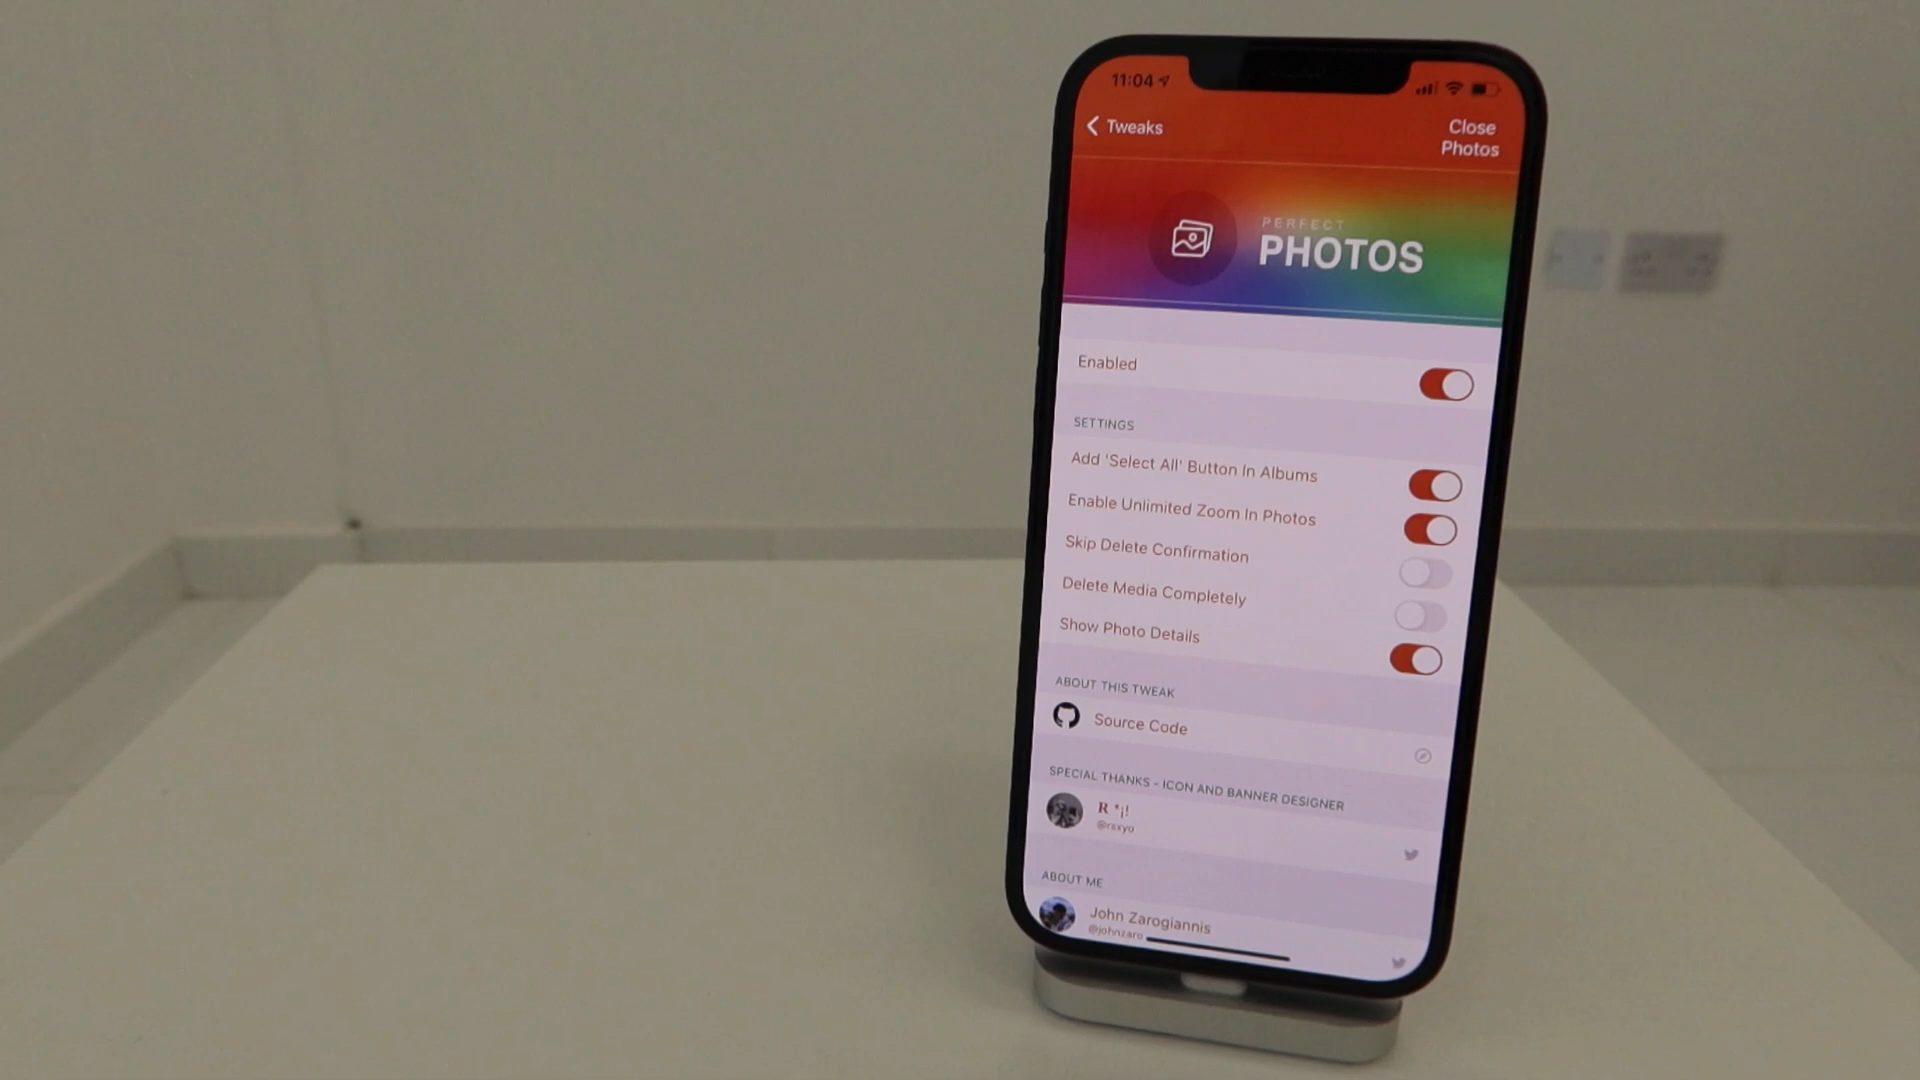 11:04
Tweaks
Close
Photos
PERFECT
PHOTOS
Enabled
SETTINGS
Add 'Select All' Button In Albums
Enable Unlimited Zoom In Photos
Skip Delete Confirmation
Delete Media Completely
Show Photo Details
ABOUT THIS TWEAK
Source Code
SPECIAL THANKS - ICON AND BANNER DESIGNER
R *¡!
@rsxyo
ABOUT ME
John Zarogiannis
@johnzaro